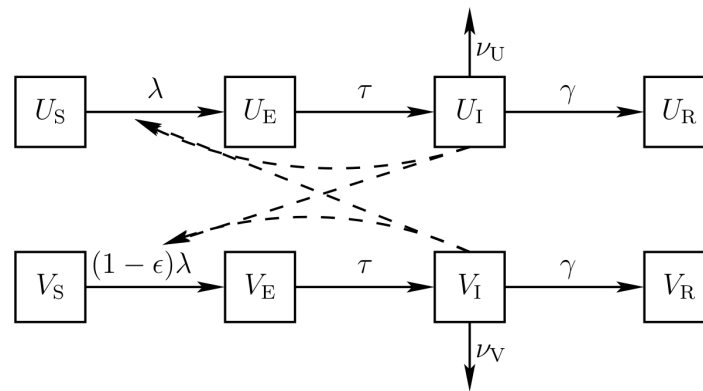 ν_U
U_S λ U_E τ U_I γ U_R
V_S (1 − ϵ)λ V_E τ V_I γ V_R
ν_V